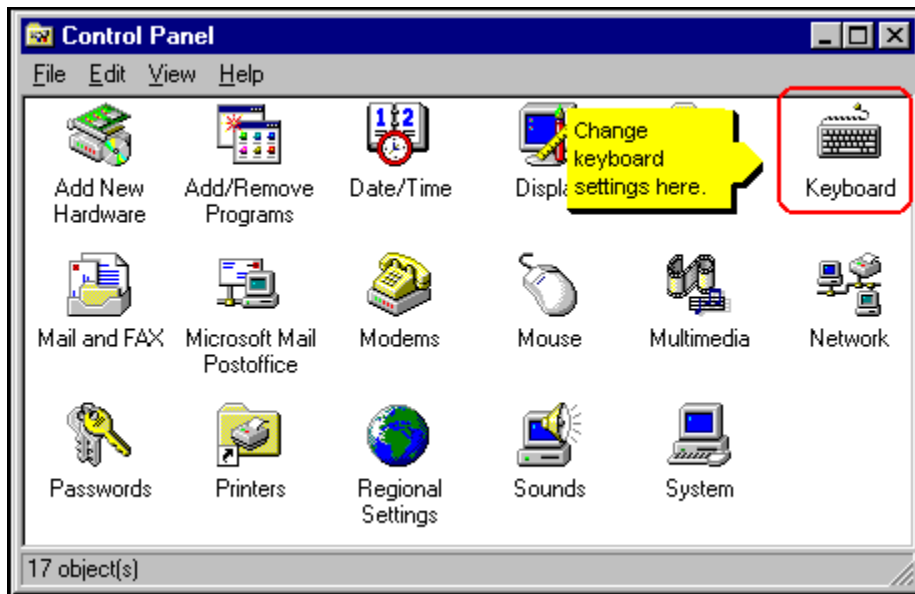 Control Panel
File Edit View Help
Change
keyboard
settings here.
Add New
Hardware
Add/Remove
Programs
Date/Time
Displa
Keyboard
Mail and FAX
Microsoft Mail
Postoffice
Modems
Mouse
Multimedia
Network
Passwords
Printers
Regional
Settings
Sounds
System
17 object(s)